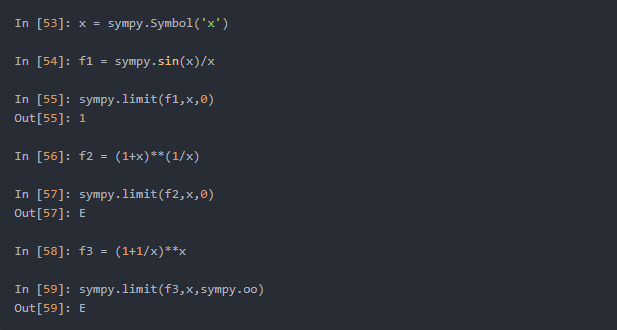 In [53]: x = sympy.Symbol('x')
In [54]: f1 = sympy.sin(x)/x
In [55]: sympy.limit(f1,x,0)
Out[55]: 1
In [56]: f2 = (1+x)**(1/x)
In [57]: sympy.limit(f2,x,0)
Out[57]: E
In [58]: f3 = (1+1/x)**x
In [59]: sympy.limit(f3,x,sympy.oo)
Out[59]: E